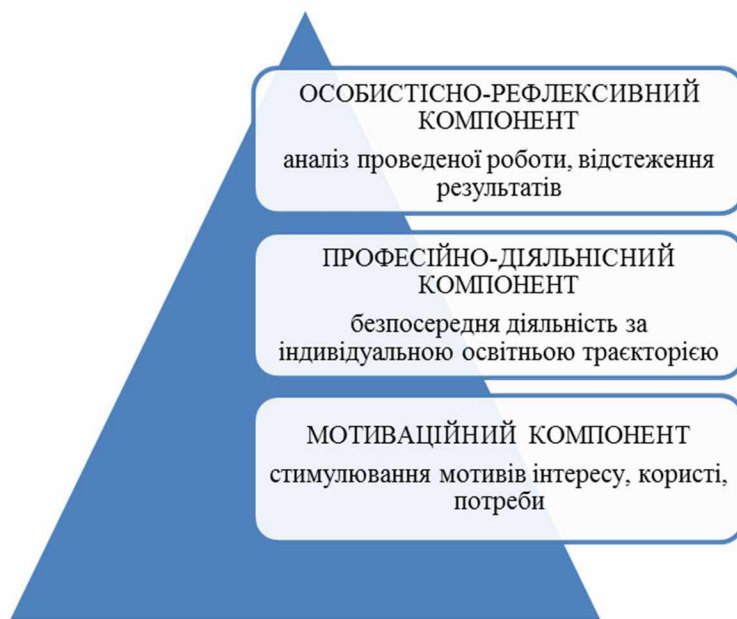 ОСОБИСТІСНО-РЕФЛЕКСИВНИЙ
КОМПОНЕНТ
аналіз проведеної роботи, відстеження
результатів
ПРОФЕСІЙНО-ДІЯЛЬНІСНИЙ
КОМПОНЕНТ
безпосередня діяльність за
індивідуальною освітньою траєкторією
МОТИВАЦІЙНИЙ КОМПОНЕНТ
стимулювання мотивів інтересу, користі,
потреби